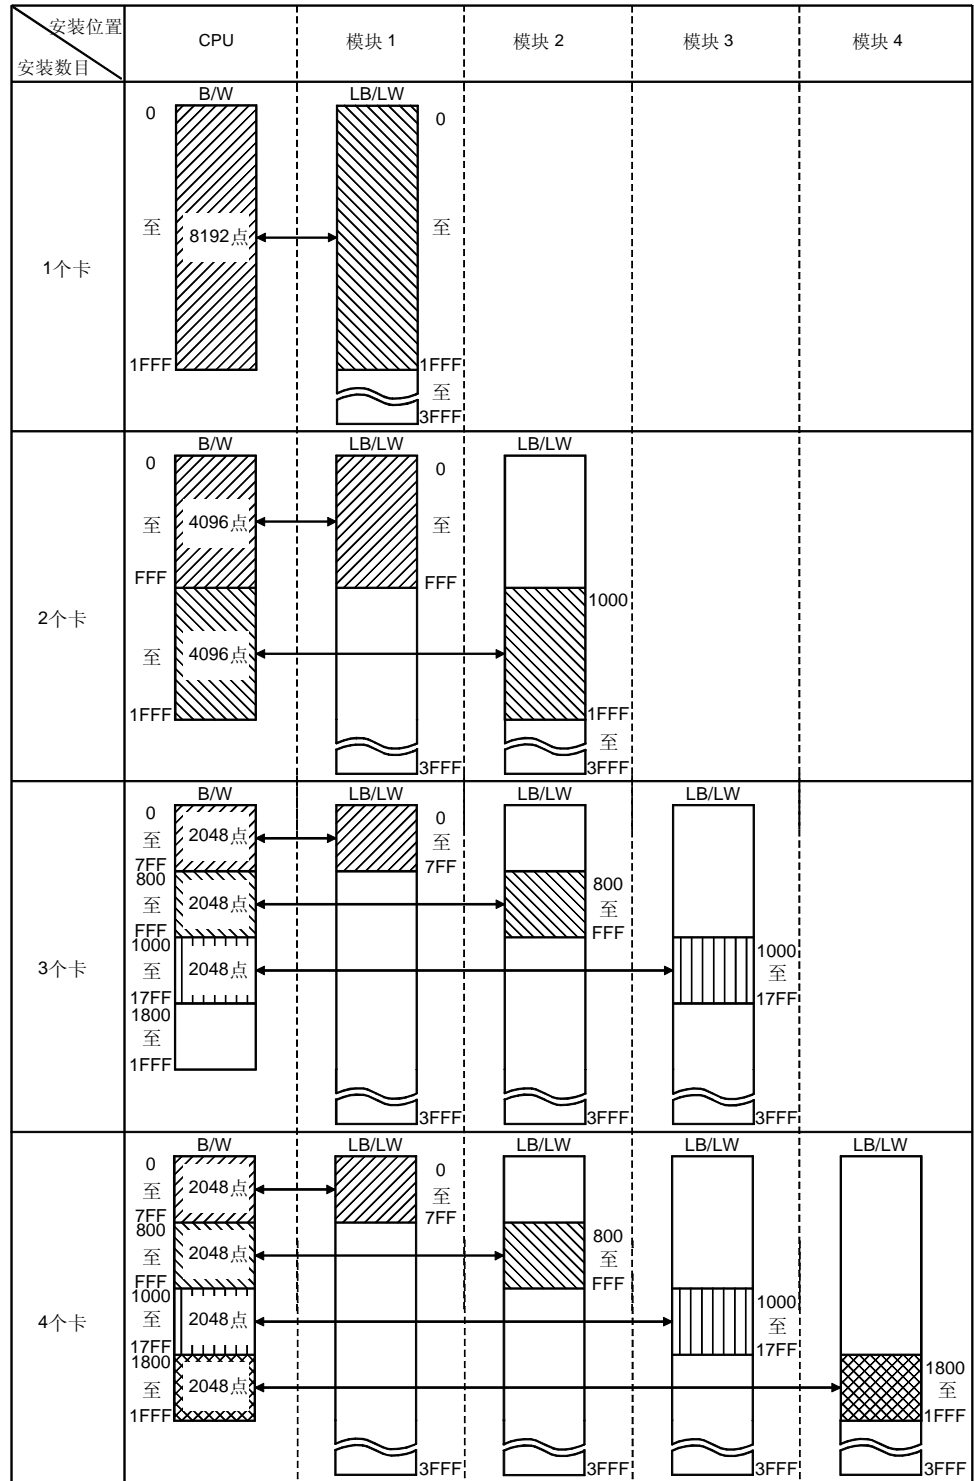 安装位置
安装数目
CPU
模块 1
模块 2
模块 3
模块 4
1个卡
B/W
LB/LW
0
0
至
8192点
至
1FFF
1FFF
至
3FFF
2个卡
B/W
LB/LW
LB/LW
0
0
至
4096点
至
FFF
FFF
1000
至
4096点
1FFF
1FFF
至
3FFF
3FFF
3个卡
B/W
LB/LW
LB/LW
LB/LW
0
0
至
2048点
至
7FF
7FF
800
800
至
2048点
至
FFF
FFF
1000
1000
至
2048点
至
17FF
17FF
1800
至
1FFF
3FFF
3FFF
3FFF
4个卡
B/W
LB/LW
LB/LW
LB/LW
LB/LW
0
0
至
2048点
至
7FF
7FF
800
800
至
2048点
至
FFF
FFF
1000
1000
至
2048点
至
17FF
17FF
1800
1800
至
2048点
至
1FFF
1FFF
3FFF
3FFF
3FFF
3FFF